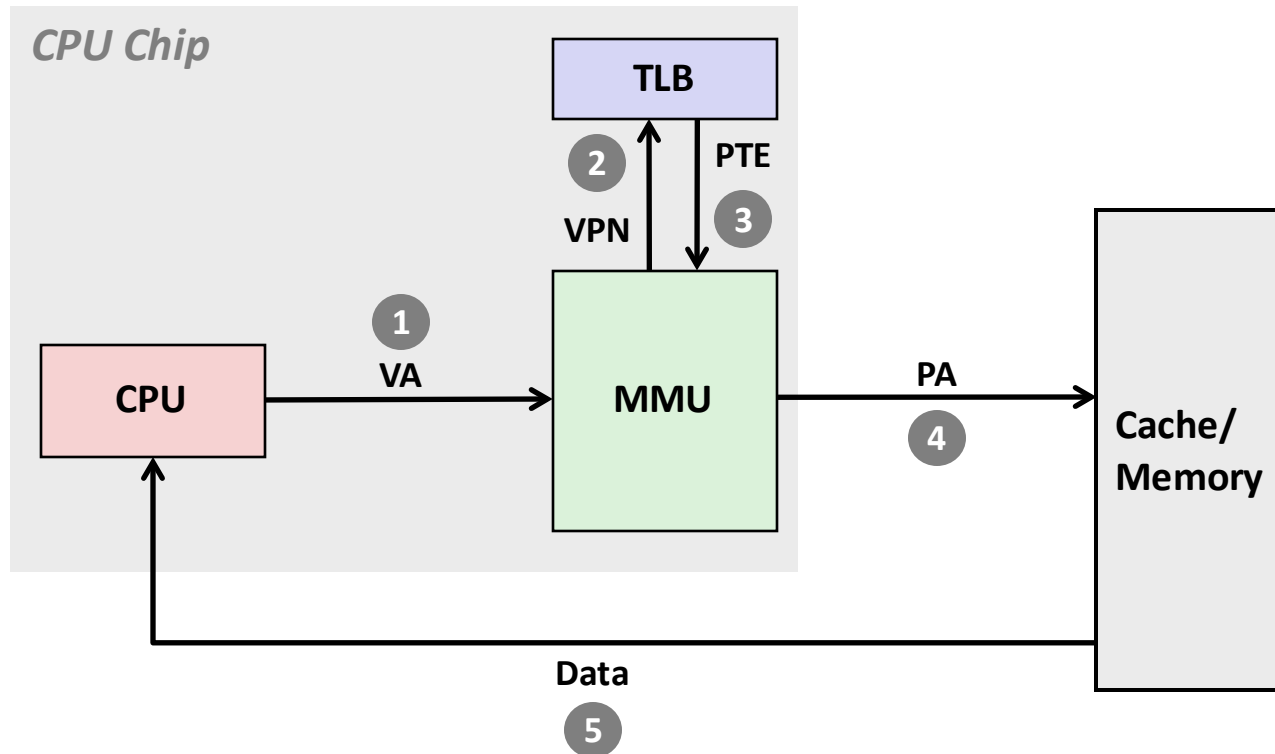 CPU Chip
TLB
2
PTE
VPN
3
1
VA
CPU
MMU
PA
4
Cache/
Memory
Data
5